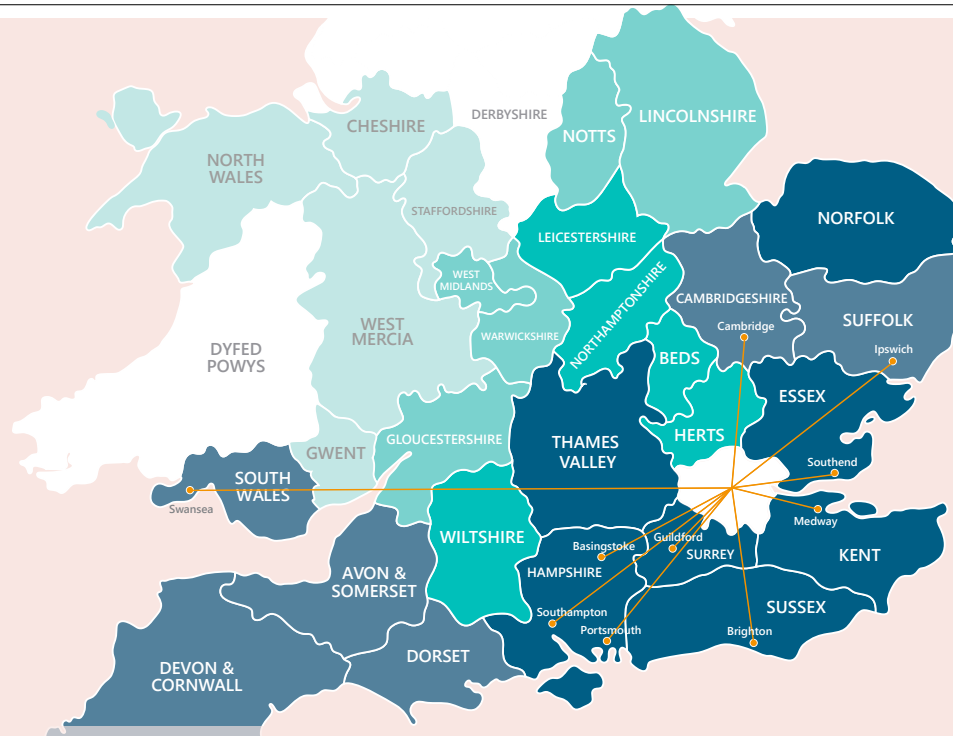 DERBYSHIRE
LINCOLNSHIRE
CHESHIRE
NOTTS
NORTH
WALES
STAFFORDSHIRE
NORFOLK
LEICESTERSHIRE
WEST
MIDLANDS
NORTHAMPTONSHIRE
CAMBRIDGESHIRE
Cambridge
SUFFOLK
Ipswich
WEST
MERCIA
WARWICKSHIRE
DYFED
POWYS
BEDS
ESSEX
GLOUCESTERSHIRE
HERTS
THAMES
VALLEY
GWENT
Southend
SOUTH
WALES
Swansea
Medway
WILTSHIRE
Basingstoke
Guildford
SURREY
KENT
HAMPSHIRE
AVON &
SOMERSET
Southampton
SUSSEX
Portsmouth
Brighton
DORSET
DEVON &
CORNWALL